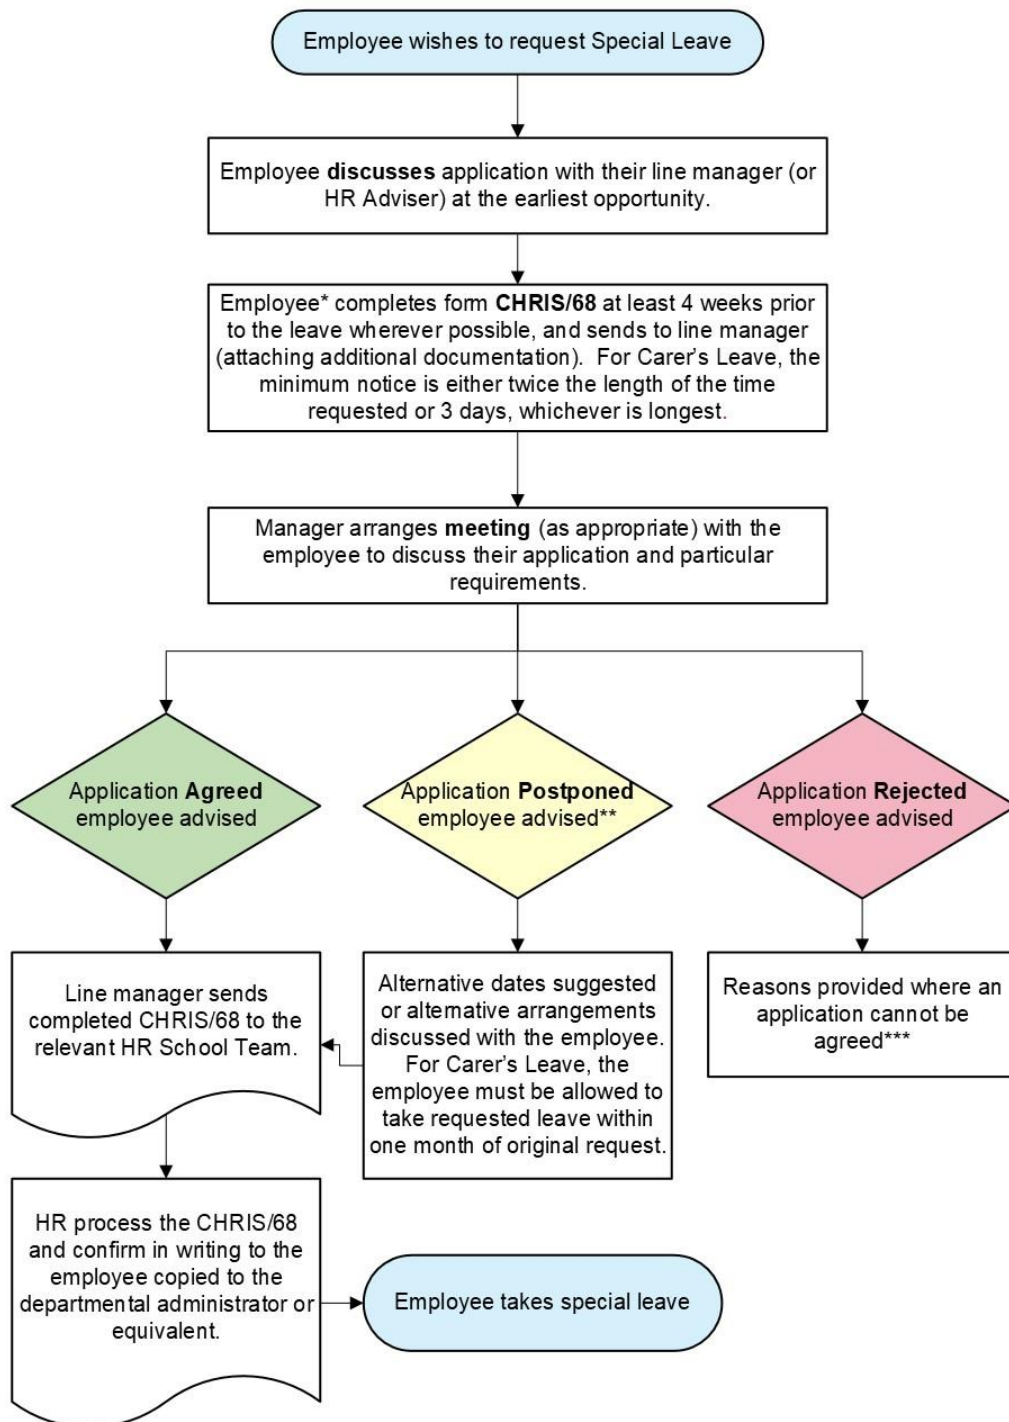 Employee wishes to request Special Leave
Employee discusses application with their line manager (or
HR Adviser) at the earliest opportunity.
Employee* completes form CHRIS/68 at least 4 weeks prior
to the leave wherever possible, and sends to line manager
(attaching additional documentation). For Carer's Leave, the
minimum notice is either twice the length of the time
requested or 3 days, whichever is longest.
Manager arranges meeting (as appropriate) with the
employee to discuss their application and particular
requirements.
Application Agreed
employee advised
Application Postponed
employee advised**
Application Rejected
employee advised
Line manager sends
completed CHRIS/68 to the
relevant HR School Team.
Alternative dates suggested
or alternative arrangements
discussed with the employee.
For Carer's Leave, the
employee must be allowed to
take requested leave within
one month of original request.
Reasons provided where an
application cannot be
agreed***
HR process the CHRIS/68
and confirm in writing to the
employee copied to the
departmental administrator or
equivalent.
Employee takes special leave